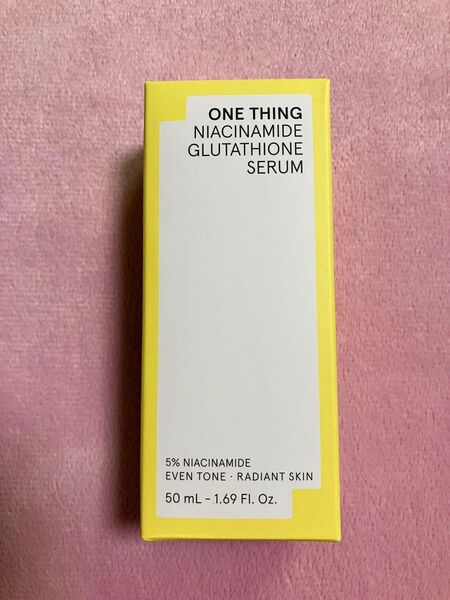 ONE THING
NIACINAMIDE
GLUTATHIONE
SERUM
5% NIACINAMIDE
EVEN TONE · RADIANT SKIN
50 mL - 1.69 Fl. Oz.